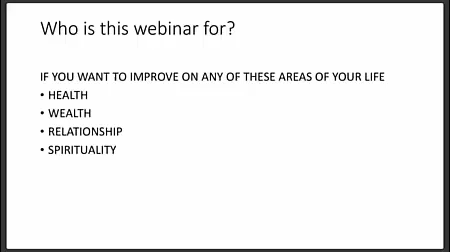 Who is this webinar for?
IF YOU WANT TO IMPROVE ON ANY OF THESE AREAS OF YOUR LIFE
• HEALTH
• WEALTH
• RELATIONSHIP
• SPIRITUALITY